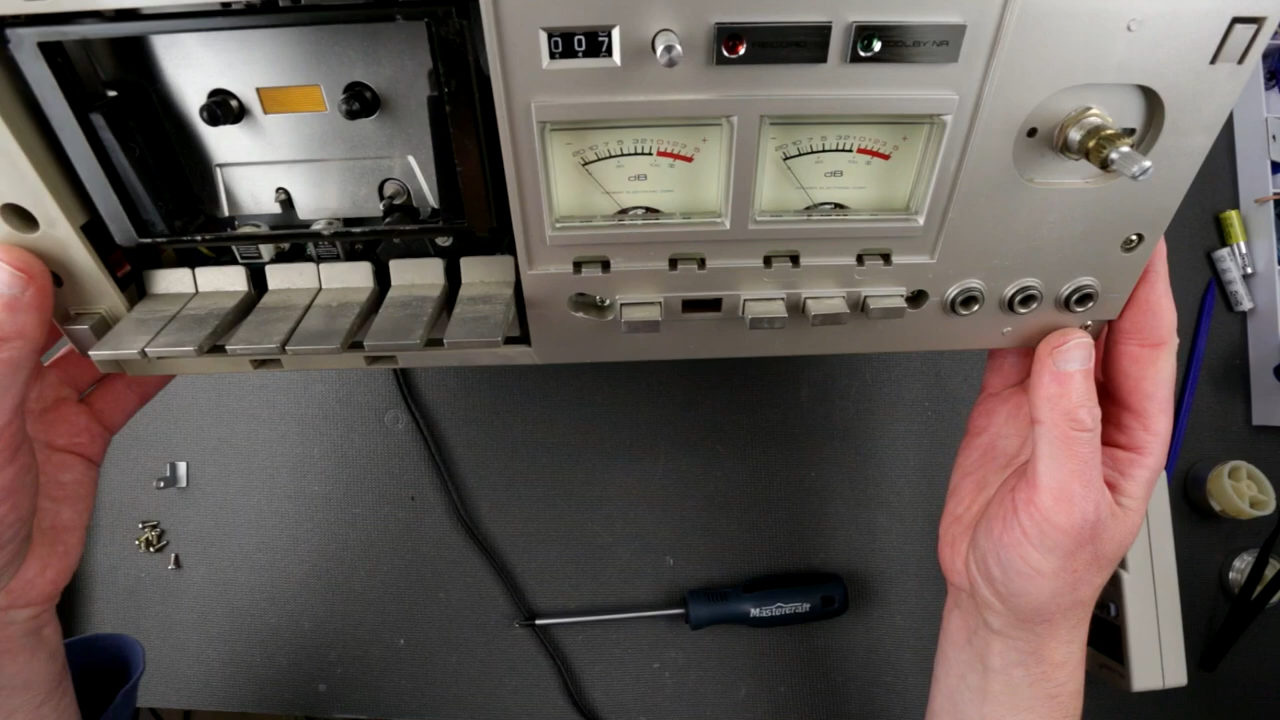 007
RECORD
DOLBY NR
- 20 10 7 5 3 2 1 0 1 2 3 5 +
dB
- 20 10 7 5 3 2 1 0 1 2 3 5 +
dB
Mastercraft